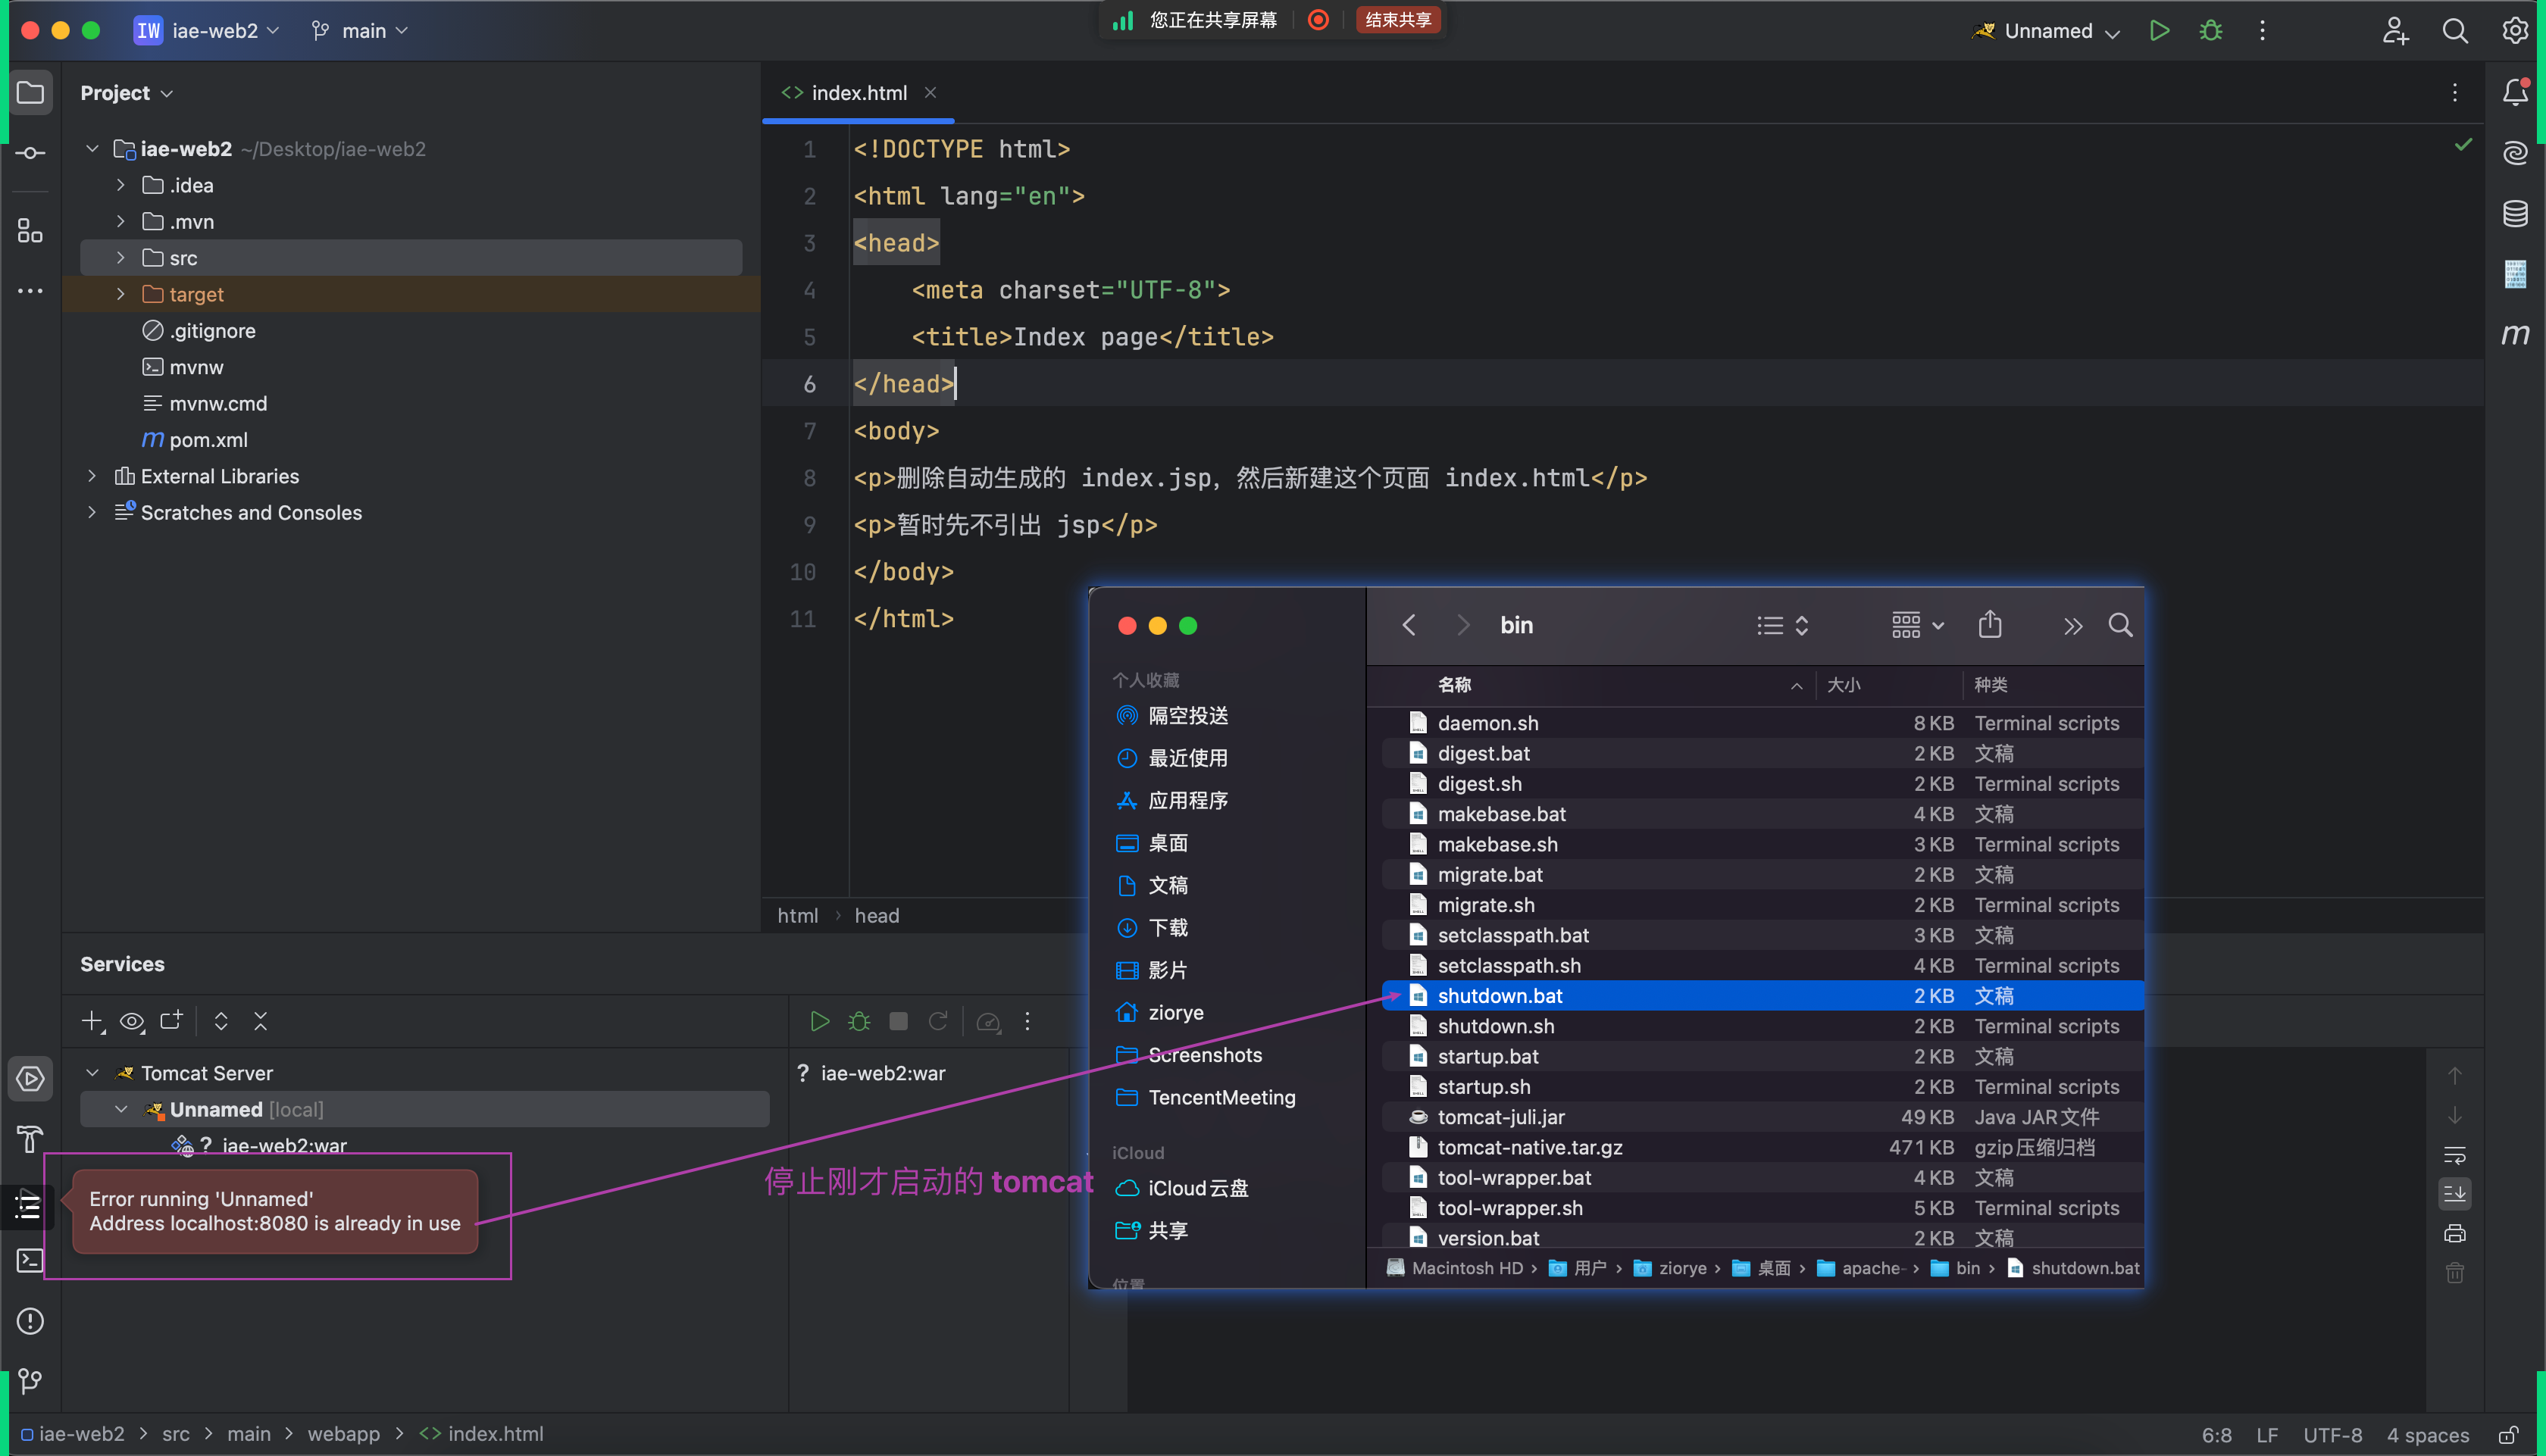 IW iae-web2 main
您正在共享屏幕 结束共享
Unnamed
Project
index.html
iae-web2 ~/Desktop/iae-web2
.idea
.mvn
src
target
.gitignore
mvnw
mvnw.cmd
pom.xml
External Libraries
Scratches and Consoles
1 <!DOCTYPE html>
2 <html lang="en">
3 <head>
4 <meta charset="UTF-8">
5 <title>Index page</title>
6 </head>
7 <body>
8 <p>删除自动生成的 index.jsp，然后新建这个页面 index.html</p>
9 <p>暂时先不引出 jsp</p>
10 </body>
11 </html>
html › head
Services
Tomcat Server
Unnamed [local]
? iae-web2:war
? iae-web2:war
Error running 'Unnamed'
Address localhost:8080 is already in use
停止刚才启动的 tomcat
个人收藏
隔空投送
最近使用
应用程序
桌面
文稿
下载
影片
ziorye
Screenshots
TencentMeeting
iCloud
iCloud云盘
共享
位置
bin
名称 大小 种类
daemon.sh 8 KB Terminal scripts
digest.bat 2 KB 文稿
digest.sh 2 KB Terminal scripts
makebase.bat 4 KB 文稿
makebase.sh 3 KB Terminal scripts
migrate.bat 2 KB 文稿
migrate.sh 2 KB Terminal scripts
setclasspath.bat 3 KB 文稿
setclasspath.sh 4 KB Terminal scripts
shutdown.bat 2 KB 文稿
shutdown.sh 2 KB Terminal scripts
startup.bat 2 KB 文稿
startup.sh 2 KB Terminal scripts
tomcat-juli.jar 49 KB Java JAR文件
tomcat-native.tar.gz 471 KB gzip压缩归档
tool-wrapper.bat 4 KB 文稿
tool-wrapper.sh 5 KB Terminal scripts
version.bat 2 KB 文稿
Macintosh HD › 用户 › ziorye › 桌面 › apache- › bin › shutdown.bat
iae-web2 > src > main > webapp > index.html
6:8 LF UTF-8 4 spaces